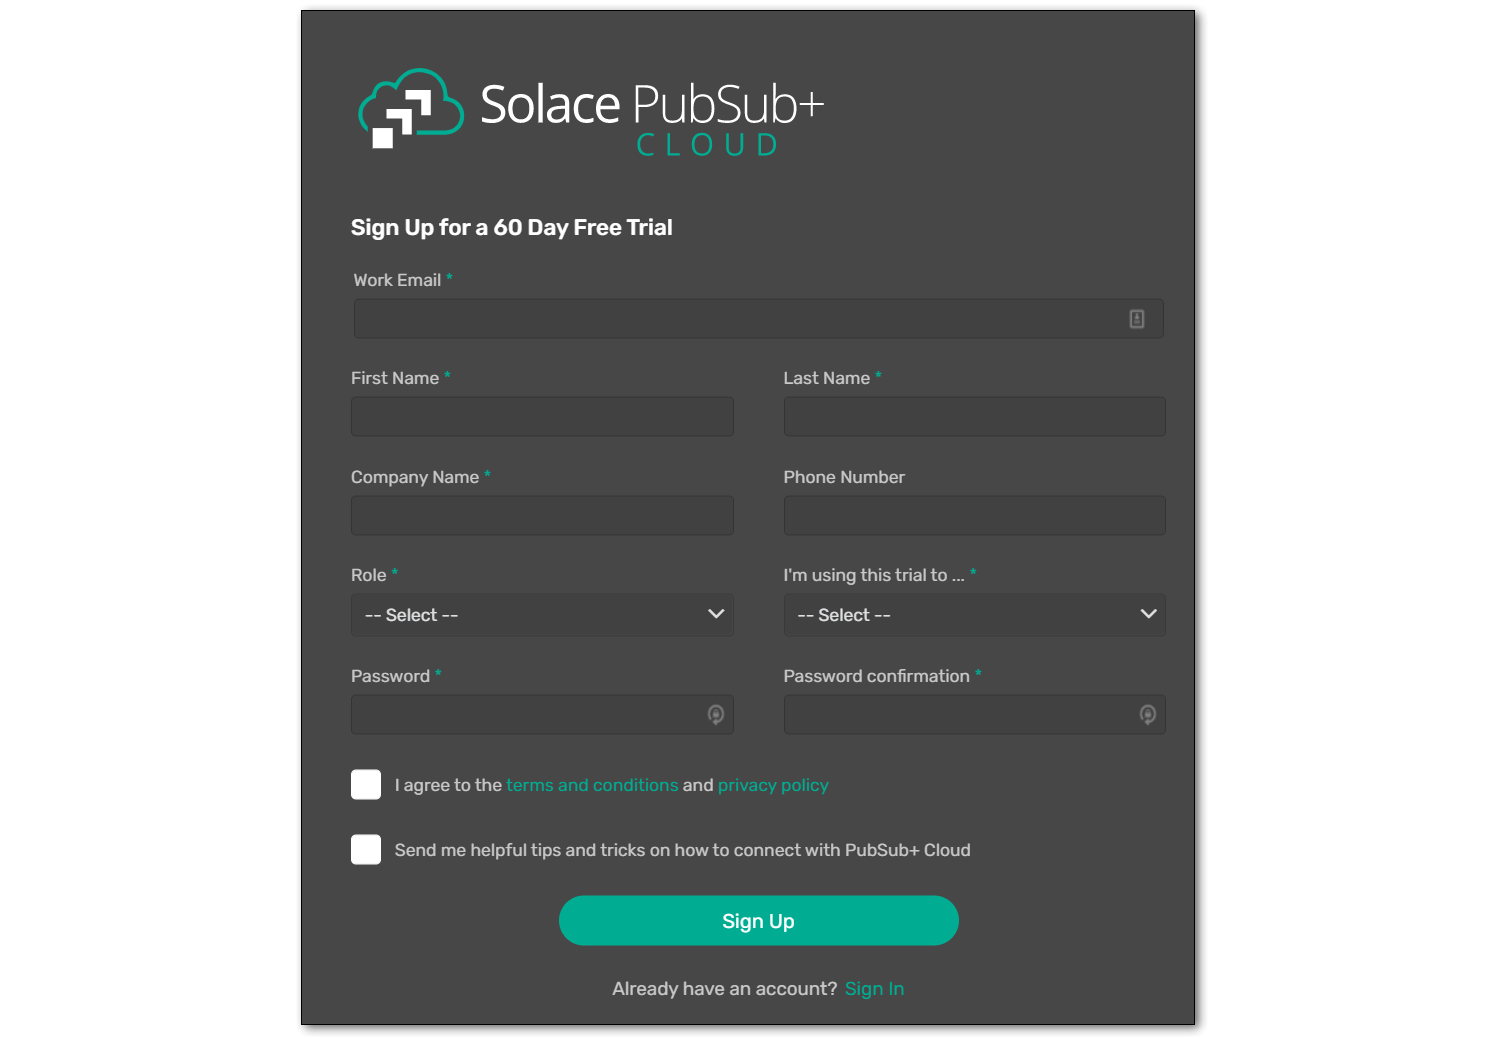 Solace PubSub+
CLOUD
Sign Up for a 60 Day Free Trial
Work Email *
First Name *
Last Name *
Company Name *
Phone Number
Role *
I'm using this trial to ... *
-- Select --
-- Select --
Password *
Password confirmation *
I agree to the terms and conditions and privacy policy
Send me helpful tips and tricks on how to connect with PubSub+ Cloud
Sign Up
Already have an account? Sign In